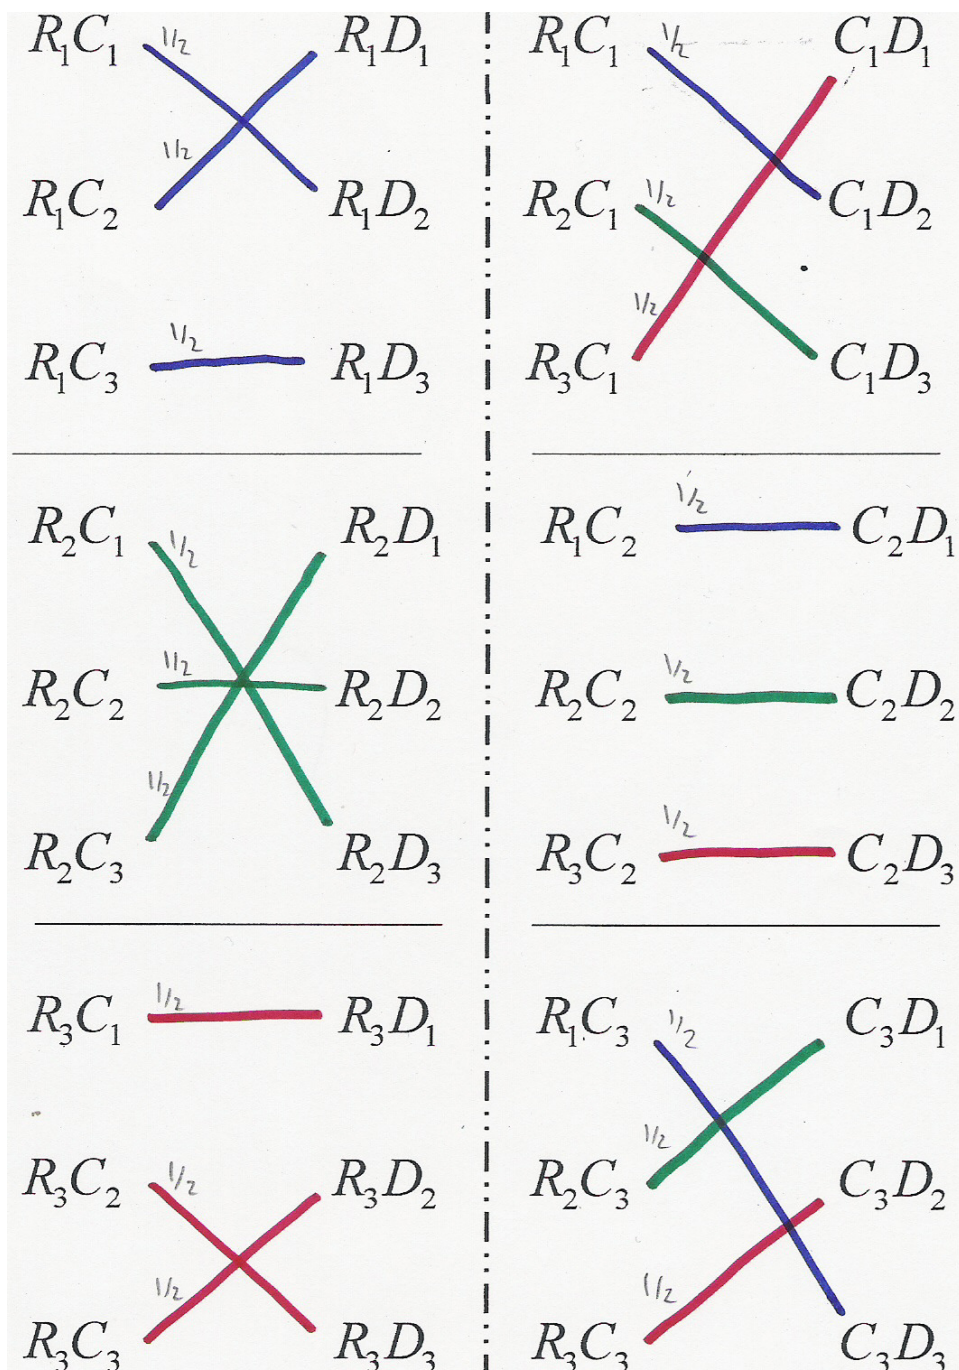 R₁C₁ 1/2 R₁D₁
R₁C₂ 1/2 R₁D₂
R₁C₃ 1/2 R₁D₃
R₂C₁ 1/2 R₂D₁
R₂C₂ 1/2 R₂D₂
R₂C₃ 1/2 R₂D₃
R₃C₁ 1/2 R₃D₁
R₃C₂ 1/2 R₃D₂
R₃C₃ 1/2 R₃D₃
R₁C₁ 1/2 C₁D₁
R₂C₁ 1/2 C₁D₂
R₃C₁ 1/2 C₁D₃
R₁C₂ 1/2 C₂D₁
R₂C₂ 1/2 C₂D₂
R₃C₂ 1/2 C₂D₃
R₁C₃ 1/2 C₃D₁
R₂C₃ 1/2 C₃D₂
R₃C₃ 1/2 C₃D₃